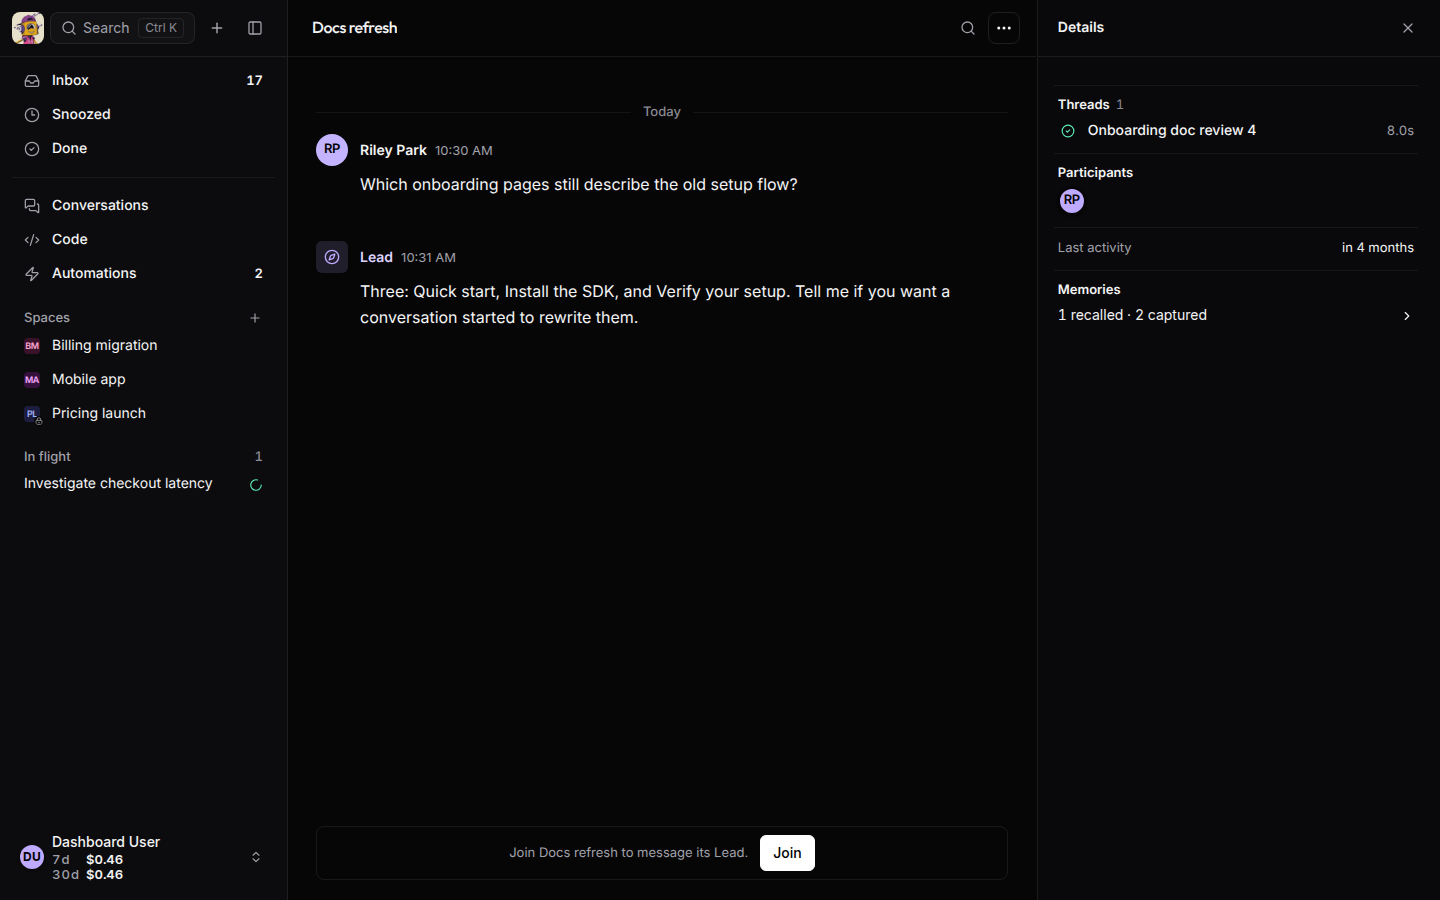 Search Ctrl K
Inbox 17
Snoozed
Done
Conversations
Code
Automations 2
Spaces
BM Billing migration
MA Mobile app
PL Pricing launch
In flight 1
Investigate checkout latency
DU Dashboard User
7d $0.46
30d $0.46
Docs refresh
Today
RP Riley Park 10:30 AM
Which onboarding pages still describe the old setup flow?
Lead 10:31 AM
Three: Quick start, Install the SDK, and Verify your setup. Tell me if you want a
conversation started to rewrite them.
Join Docs refresh to message its Lead. Join
Details
Threads 1
Onboarding doc review 4 8.0s
Participants
RP
Last activity in 4 months
Memories
1 recalled · 2 captured